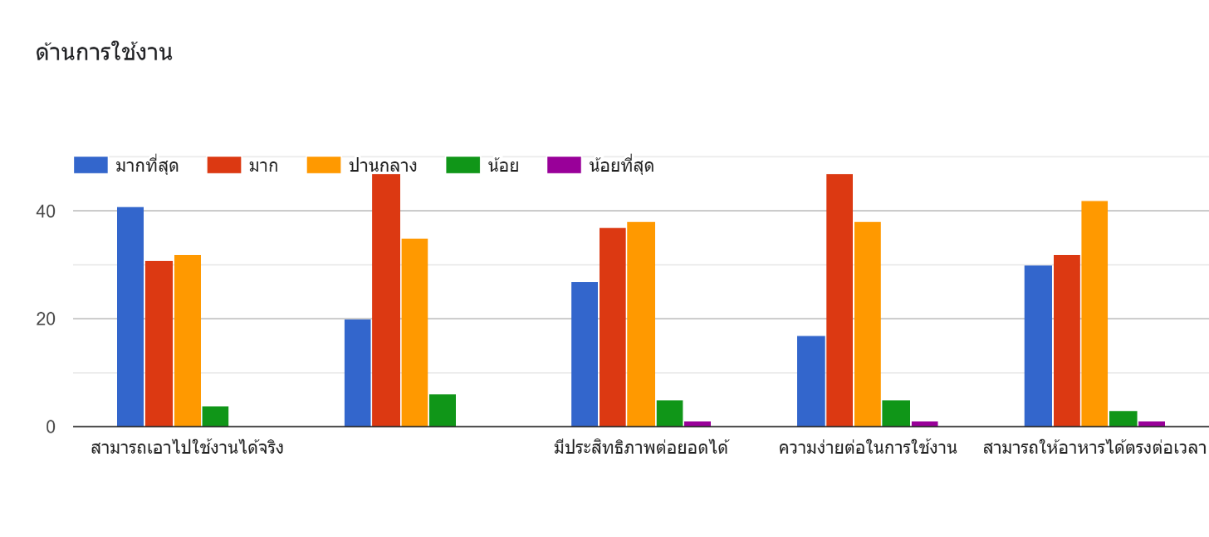 ด้านการใช้งาน
มากที่สุด มาก ปานกลาง น้อย น้อยที่สุด
40
20
0
สามารถเอาไปใช้งานได้จริง มีประสิทธิภาพต่อยอดได้ ความง่ายต่อในการใช้งาน สามารถให้อาหารได้ตรงต่อเวลา